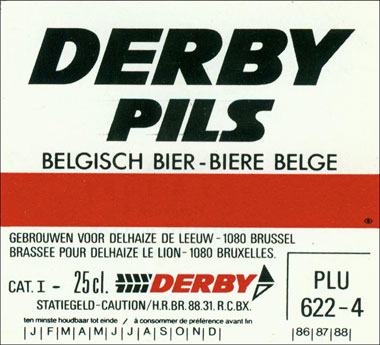 DERBY
PILS
BELGISCH BIER - BIERE BELGE
GEBROUWEN VOOR DELHAIZE DE LEEUW - 1080 BRUSSEL
BRASSEE POUR DELHAIZE LE LION - 1080 BRUXELLES.
CAT. I - 25 cl. DERBY
STATIEGELD - CAUTION / H.R.BR. 88.31. R.C.BX.
PLU
622-4
ten minste houdbaar tot einde / à consommer de préférence avant fin
|J|F|M|A|M|J|J|A|S|O|N|D| |86|87|88|